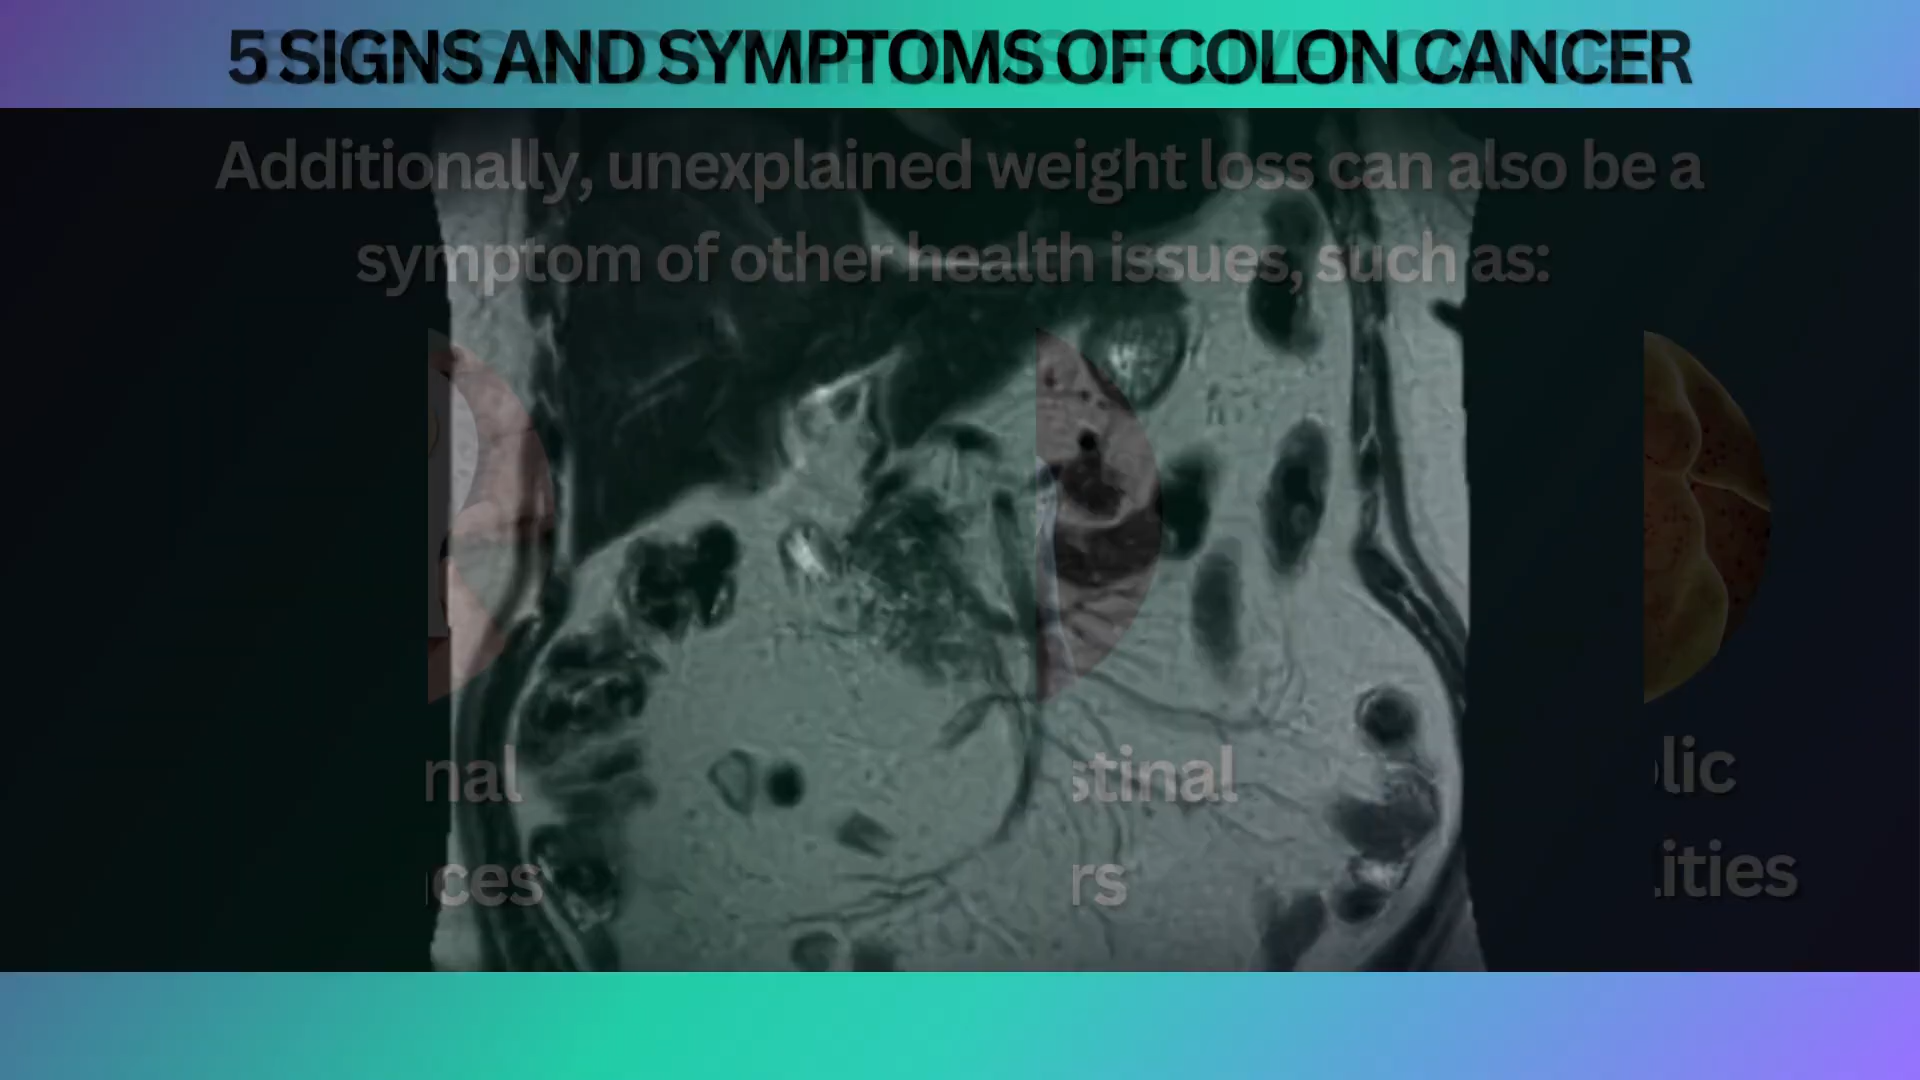 5 SIGNS AND SYMPTOMS OF COLON CANCER
Additionally, unexplained weight loss can also be a
symptom of other health issues, such as:
nal
stinal
lic
ces
rs
ities